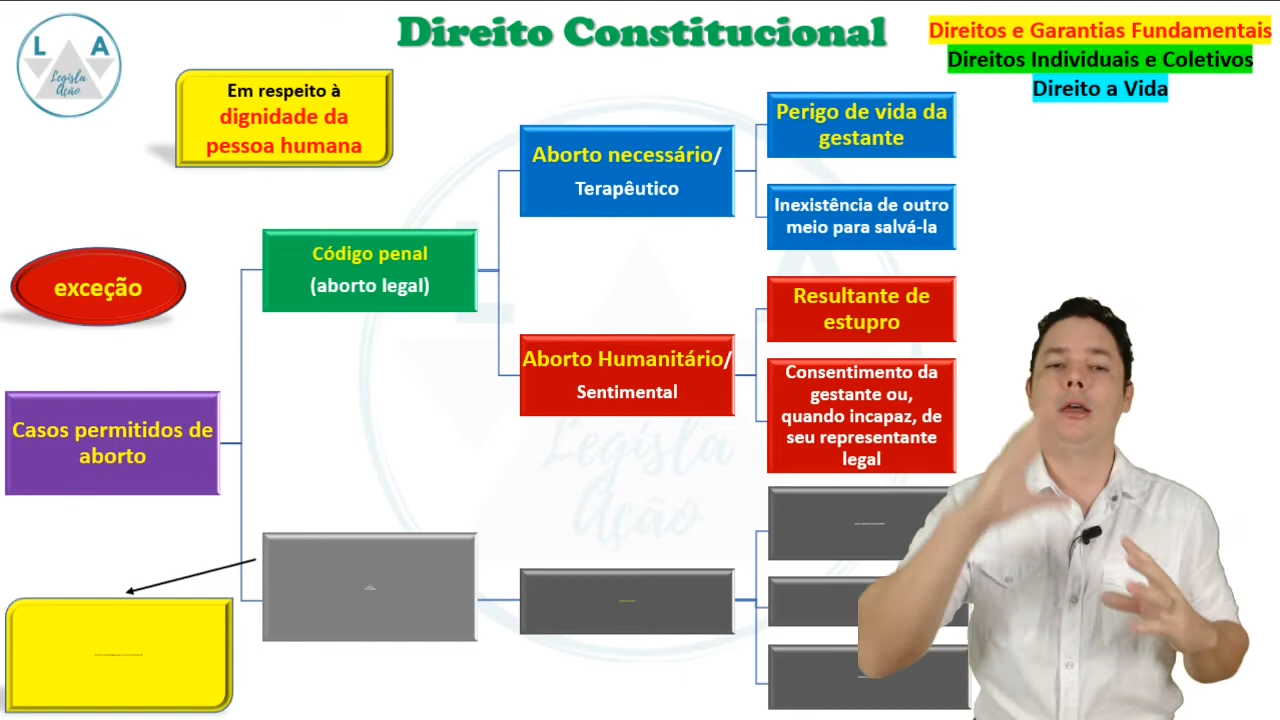 L A
Legisla
Ação
Direito Constitucional
Direitos e Garantias Fundamentais
Direitos Individuais e Coletivos
Direito a Vida
Em respeito à
dignidade da
pessoa humana
exceção
Casos permitidos de
aborto
Código penal
(aborto legal)
Aborto necessário/
Terapêutico
Perigo de vida da
gestante
Inexistência de outro
meio para salvá-la
Aborto Humanitário/
Sentimental
Resultante de
estupro
Consentimento da
gestante ou,
quando incapaz, de
seu representante
legal
L A
Legisla
Ação